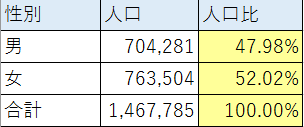 性別 人口 人口比
男 704,281 47.98%
女 763,504 52.02%
合計 1,467,785 100.00%